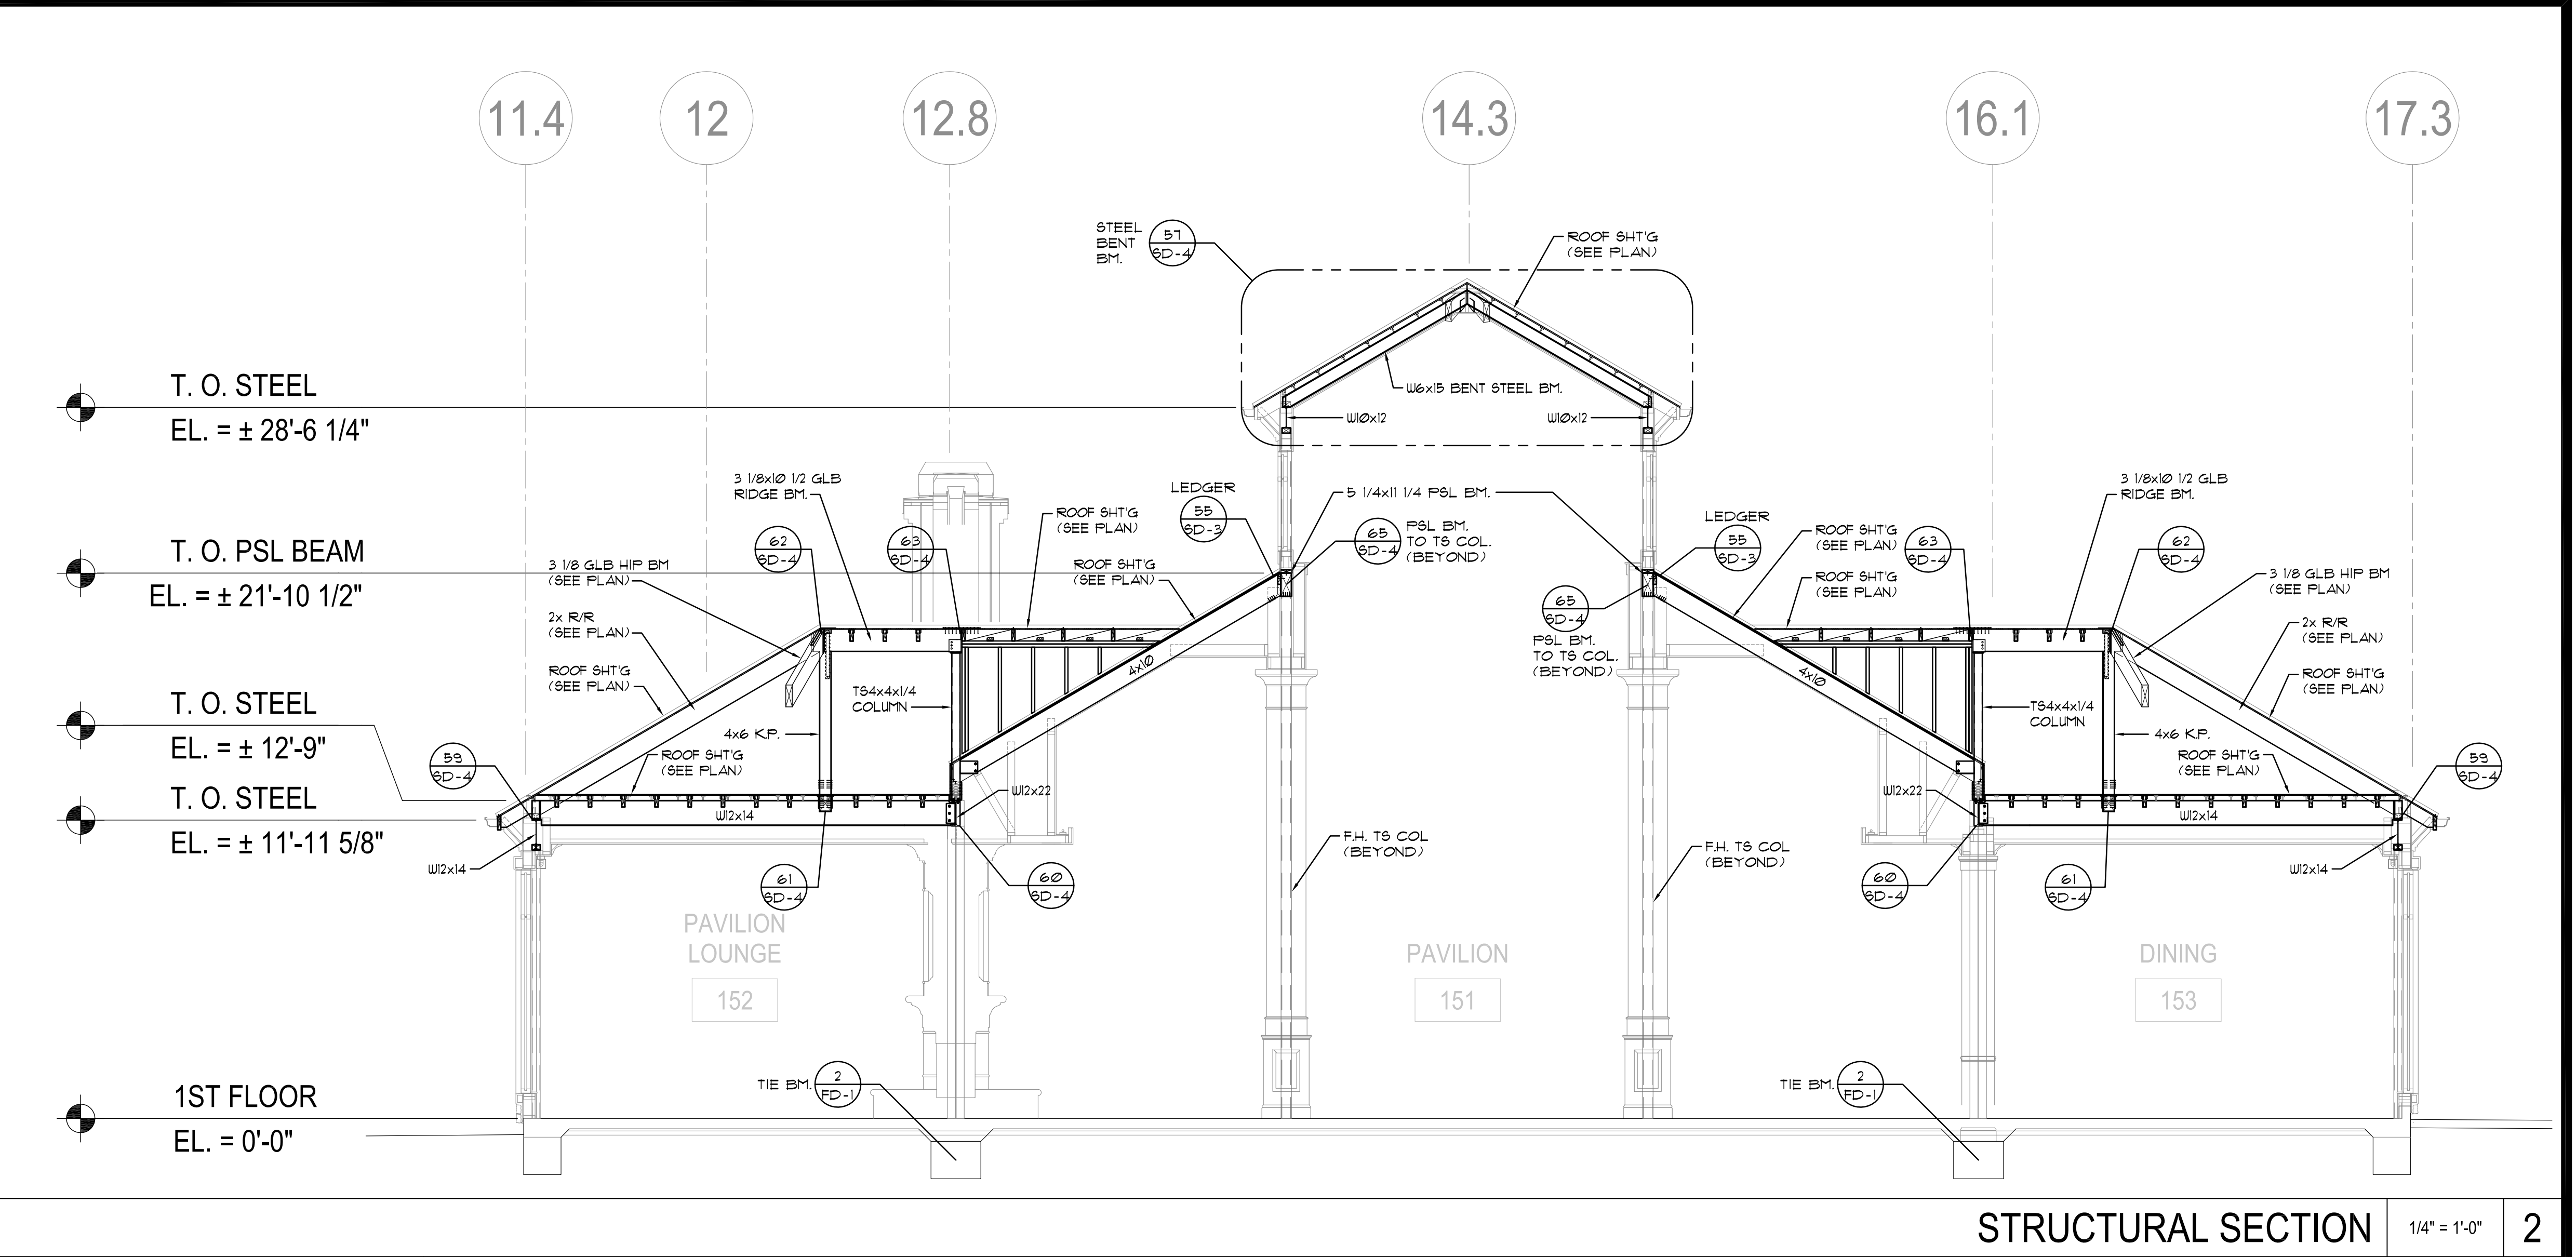 11.4
12
12.8
14.3
16.1
17.3
STEEL
BENT
BM.
57
SD-4
ROOF SHT'G
(SEE PLAN)
T. O. STEEL
EL. = ± 28'-6 1/4"
W6x15 BENT STEEL BM.
W10x12
W10x12
3 1/8x10 1/2 GLB
RIDGE BM.
LEDGER
55
SD-3
5 1/4x11 1/4 PSL BM.
3 1/8x10 1/2 GLB
RIDGE BM.
62
SD-4
63
SD-4
ROOF SHT'G
(SEE PLAN)
65
SD-4
PSL BM.
TO TS COL.
(BEYOND)
LEDGER
55
SD-3
ROOF SHT'G
(SEE PLAN)
63
SD-4
62
SD-4
T. O. PSL BEAM
EL. = ± 21'-10 1/2"
3 1/8 GLB HIP BM
(SEE PLAN)
ROOF SHT'G
(SEE PLAN)
ROOF SHT'G
(SEE PLAN)
3 1/8 GLB HIP BM
(SEE PLAN)
2x R/R
(SEE PLAN)
65
SD-4
PSL BM.
TO TS COL.
(BEYOND)
2x R/R
(SEE PLAN)
ROOF SHT'G
(SEE PLAN)
4x10
4x10
ROOF SHT'G
(SEE PLAN)
T. O. STEEL
EL. = ± 12'-9"
TS4x4x1/4
COLUMN
TS4x4x1/4
COLUMN
4x6 K.P.
4x6 K.P.
59
SD-4
ROOF SHT'G
(SEE PLAN)
ROOF SHT'G
(SEE PLAN)
59
SD-4
T. O. STEEL
EL. = ± 11'-11 5/8"
W12x22
W12x22
W12x14
W12x14
F.H. TS COL
(BEYOND)
F.H. TS COL
(BEYOND)
W12x14
W12x14
61
SD-4
60
SD-4
60
SD-4
61
SD-4
PAVILION
LOUNGE
152
PAVILION
151
DINING
153
TIE BM.
2
FD-1
TIE BM.
2
FD-1
1ST FLOOR
EL. = 0'-0"
STRUCTURAL SECTION
1/4" = 1'-0"
2